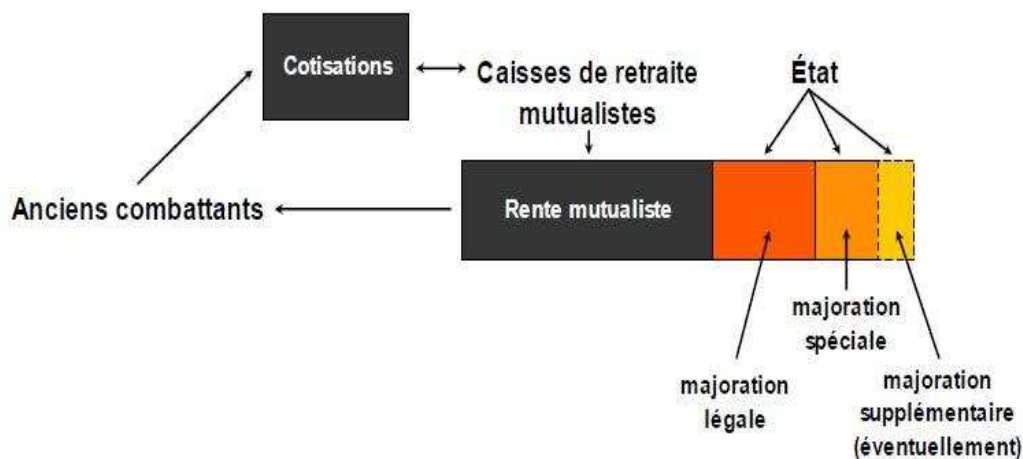 Cotisations
Caisses de retraite
mutualistes
État
Anciens combattants
Rente mutualiste
majoration
spéciale
majoration
légale
majoration
supplémentaire
(éventuellement)